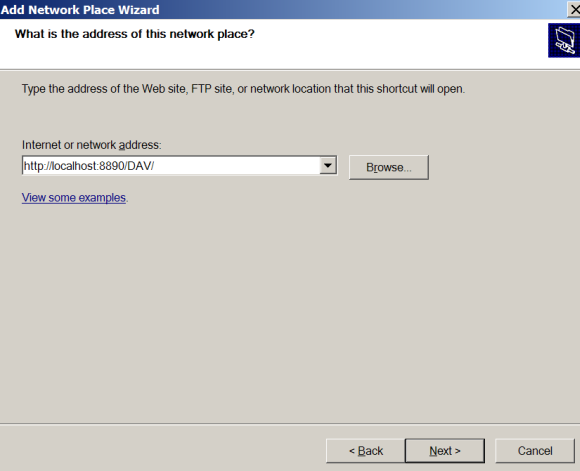 Add Network Place Wizard
What is the address of this network place?
Type the address of the Web site, FTP site, or network location that this shortcut will open.
Internet or network address:
http://localhost:8890/DAV/
Browse...
View some examples.
< Back
Next >
Cancel